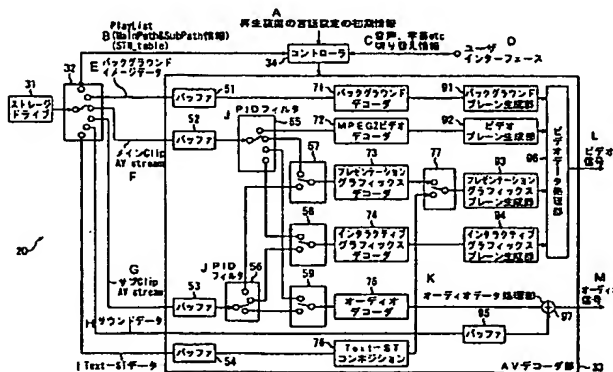 A
再生装置の言語設定の初期情報
PlayList
B (MainPath&SubPath情報)
(STN_table)
C 音声、字幕etc
切り換え情報
D
ユーザ
インターフェース
コントローラ
34
E バックグラウンド
イメージデータ
31
ストレージ
ドライブ
32
51
バッファ
71
バックグラウンド
デコーダ
91
バックグラウンド
プレーン生成部
J PIDフィルタ
55
52
バッファ
72
MPEG2ビデオ
デコーダ
92
ビデオ
プレーン生成部
メインClip
AV stream
F
57
73
プレゼンテーション
グラフィックス
デコーダ
77
93
プレゼンテーション
グラフィックス
プレーン生成部
96
ビデオデータ処理部
L
ビデオ
信号
58
74
インタラクティブ
グラフィックス
デコーダ
94
インタラクティブ
グラフィックス
プレーン生成部
20
G
サブClip
AV stream
53
バッファ
J PID
フィルタ
56
59
75
オーディオ
デコーダ
K
オーディオデータ処理部
97
M
オーディオ
信号
H サウンドデータ
95
バッファ
I Text-STデータ
54
バッファ
76
Text-ST
コンポジション
AVデコーダ部
33